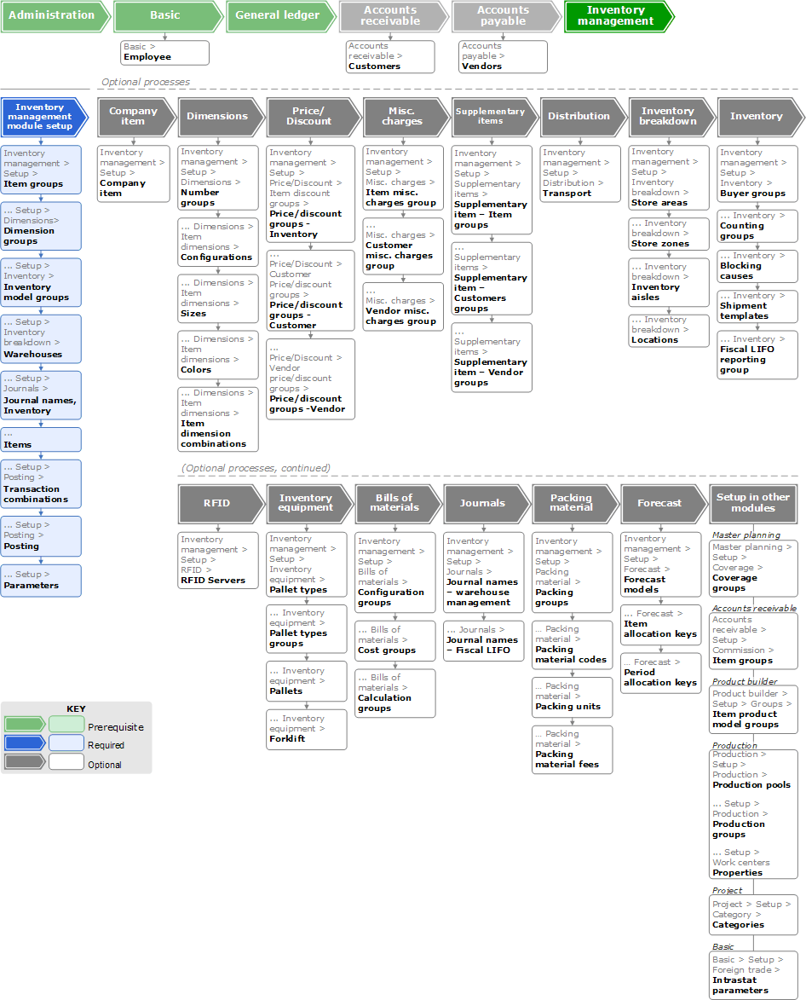 Administration
Basic
General ledger
Accounts
receivable
Accounts
payable
Inventory
management
Basic >
Employee
Accounts
receivable >
Customers
Accounts
payable >
Vendors
Optional processes
Inventory
management
module setup
Inventory
management >
Setup >
Item groups
... Setup >
Dimensions>
Dimension
groups
... Setup >
Inventory >
Inventory
model groups
... Setup >
Inventory
breakdown >
Warehouses
... Setup >
Journals >
Journal names,
Inventory
...
Items
... Setup >
Posting >
Transaction
combinations
... Setup >
Posting >
Posting
... Setup >
Parameters
Company
item
Inventory
management >
Setup >
Company
item
Dimensions
Inventory
management >
Setup >
Dimensions >
Number
groups
... Dimensions >
Item
dimensions >
Configurations
... Dimensions >
Item
dimensions >
Sizes
... Dimensions >
Item
dimensions >
Colors
... Dimensions >
Item
dimensions >
Item
dimension
combinations
Price/
Discount
Inventory
management >
Setup >
Price/Discount >
Item discount
groups >
Price/discount
groups -
Inventory
...
Price/Discount >
Customer
Price/discount
groups >
Price/discount
groups -
Customer
...
Price/Discount >
Vendor
price/discount
groups >
Price/discount
groups -Vendor
Misc.
charges
Inventory
management >
Setup >
Misc. charges >
Item misc.
charges group
...
Misc. charges >
Customer
misc. charges
group
...
Misc. charges >
Vendor misc.
charges group
Supplementary
items
Inventory
management >
Setup >
Supplementary
items >
Supplementary
item – Item
groups
...
Supplementary
items >
Supplementary
item –
Customers
groups
...
Supplementary
items >
Supplementary
item – Vendor
groups
Distribution
Inventory
management >
Setup >
Distribution >
Transport
Inventory
breakdown
Inventory
management >
Setup >
Inventory
breakdown >
Store areas
... Inventory
breakdown >
Store zones
... Inventory
breakdown >
Inventory
aisles
... Inventory
breakdown >
Locations
Inventory
Inventory
management >
Setup >
Inventory >
Buyer groups
... Inventory >
Counting
groups
... Inventory >
Blocking
causes
... Inventory >
Shipment
templates
... Inventory >
Fiscal LIFO
reporting
group
(Optional processes, continued)
RFID
Inventory
management >
Setup >
RFID >
RFID Servers
Inventory
equipment
Inventory
management >
Setup >
Inventory
equipment >
Pallet types
... Inventory
equipment >
Pallet types
groups
... Inventory
equipment >
Pallets
... Inventory
equipment >
Forklift
Bills of
materials
Inventory
management >
Setup >
Bills of
materials >
Configuration
groups
... Bills of
materials >
Cost groups
... Bills of
materials >
Calculation
groups
Journals
Inventory
management >
Setup >
Journals >
Journal names
– warehouse
management
... Journals >
Journal names
– Fiscal LIFO
Packing
material
Inventory
management >
Setup >
Packing
material >
Packing
groups
... Packing
material >
Packing
material codes
... Packing
material >
Packing units
... Packing
material >
Packing
material fees
Forecast
Inventory
management >
Setup >
Forecast >
Forecast
models
... Forecast >
Item
allocation keys
... Forecast >
Period
allocation keys
Setup in other
modules
Master planning
Master planning >
Setup >
Coverage >
Coverage
groups
Accounts receivable
Accounts
receivable >
Setup >
Commission >
Item groups
Product builder
Product builder >
Setup > Groups >
Item product
model groups
Production
Production >
Setup >
Production >
Production pools
... Setup >
Production >
Production
groups
... Setup >
Work centers
Properties
Project
Project > Setup >
Category >
Categories
Basic
Basic > Setup >
Foreign trade >
Intrastat
parameters
KEY
Prerequisite
Required
Optional